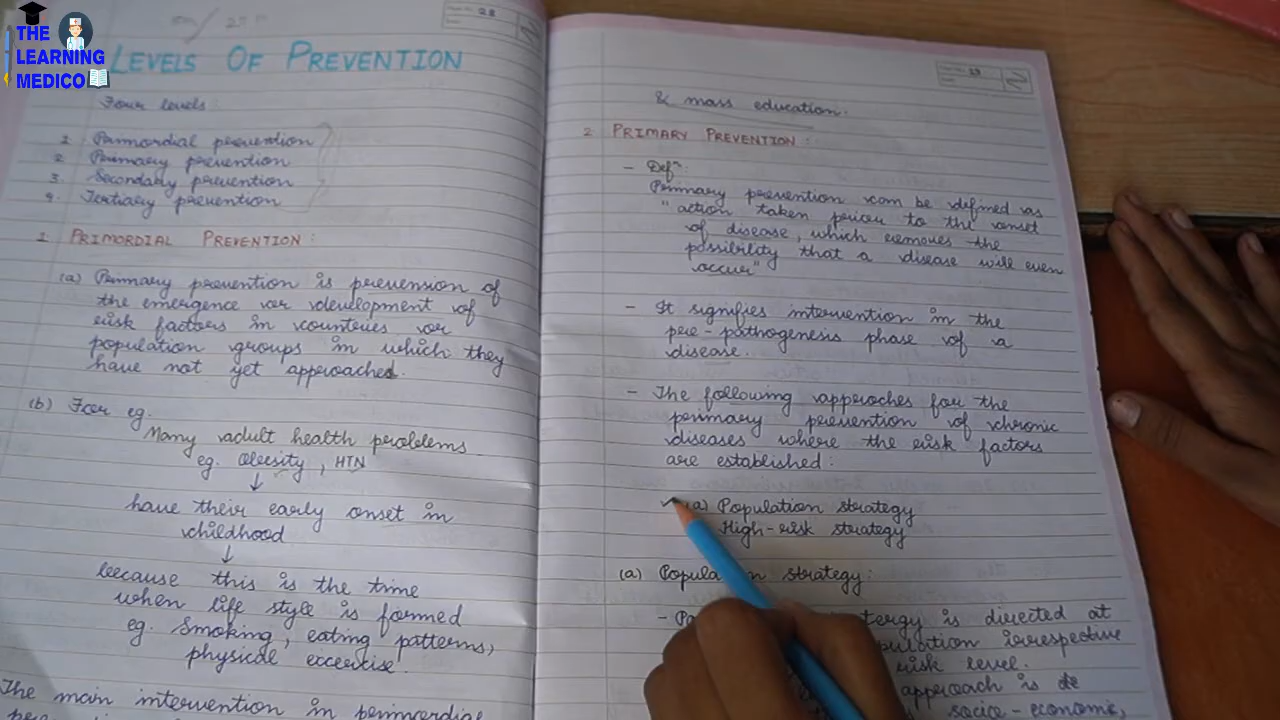 THE
LEARNING
MEDICO
28
LEVELS OF PREVENTION
Four levels:
1. Primordial prevention
2. Primary prevention
3. Secondary prevention
4. Tertiary prevention
1. PRIMORDIAL PREVENTION:
(a) Primary prevention is prevension of
the emergence or development of
risk factors in countries or
population groups in which they
have not yet approached.
(b) For eg.
Many adult health problems
eg. Obesity, HTN
↓
have their early onset in
childhood
↓
because this is the time
when life style is formed
eg. Smoking, eating patterns,
physical excertise.
The main intervention in primordial
29
& mass education.
2. PRIMARY PREVENTION:
- Defn:
Primary prevention can be defined as
"action taken prior to the onset
of disease, which removes the
possibility that a disease will even
occur"
- It signifies intervention in the
pre-pathogenesis phase of a
disease.
- The following approaches for the
primary prevention of chronic
diseases where the risk factors
are established:
a) Population strategy
High-risk strategy
(a) Population strategy:
tergy is directed at
pulation irrespective
risk level.
approach is de
socio-economic,